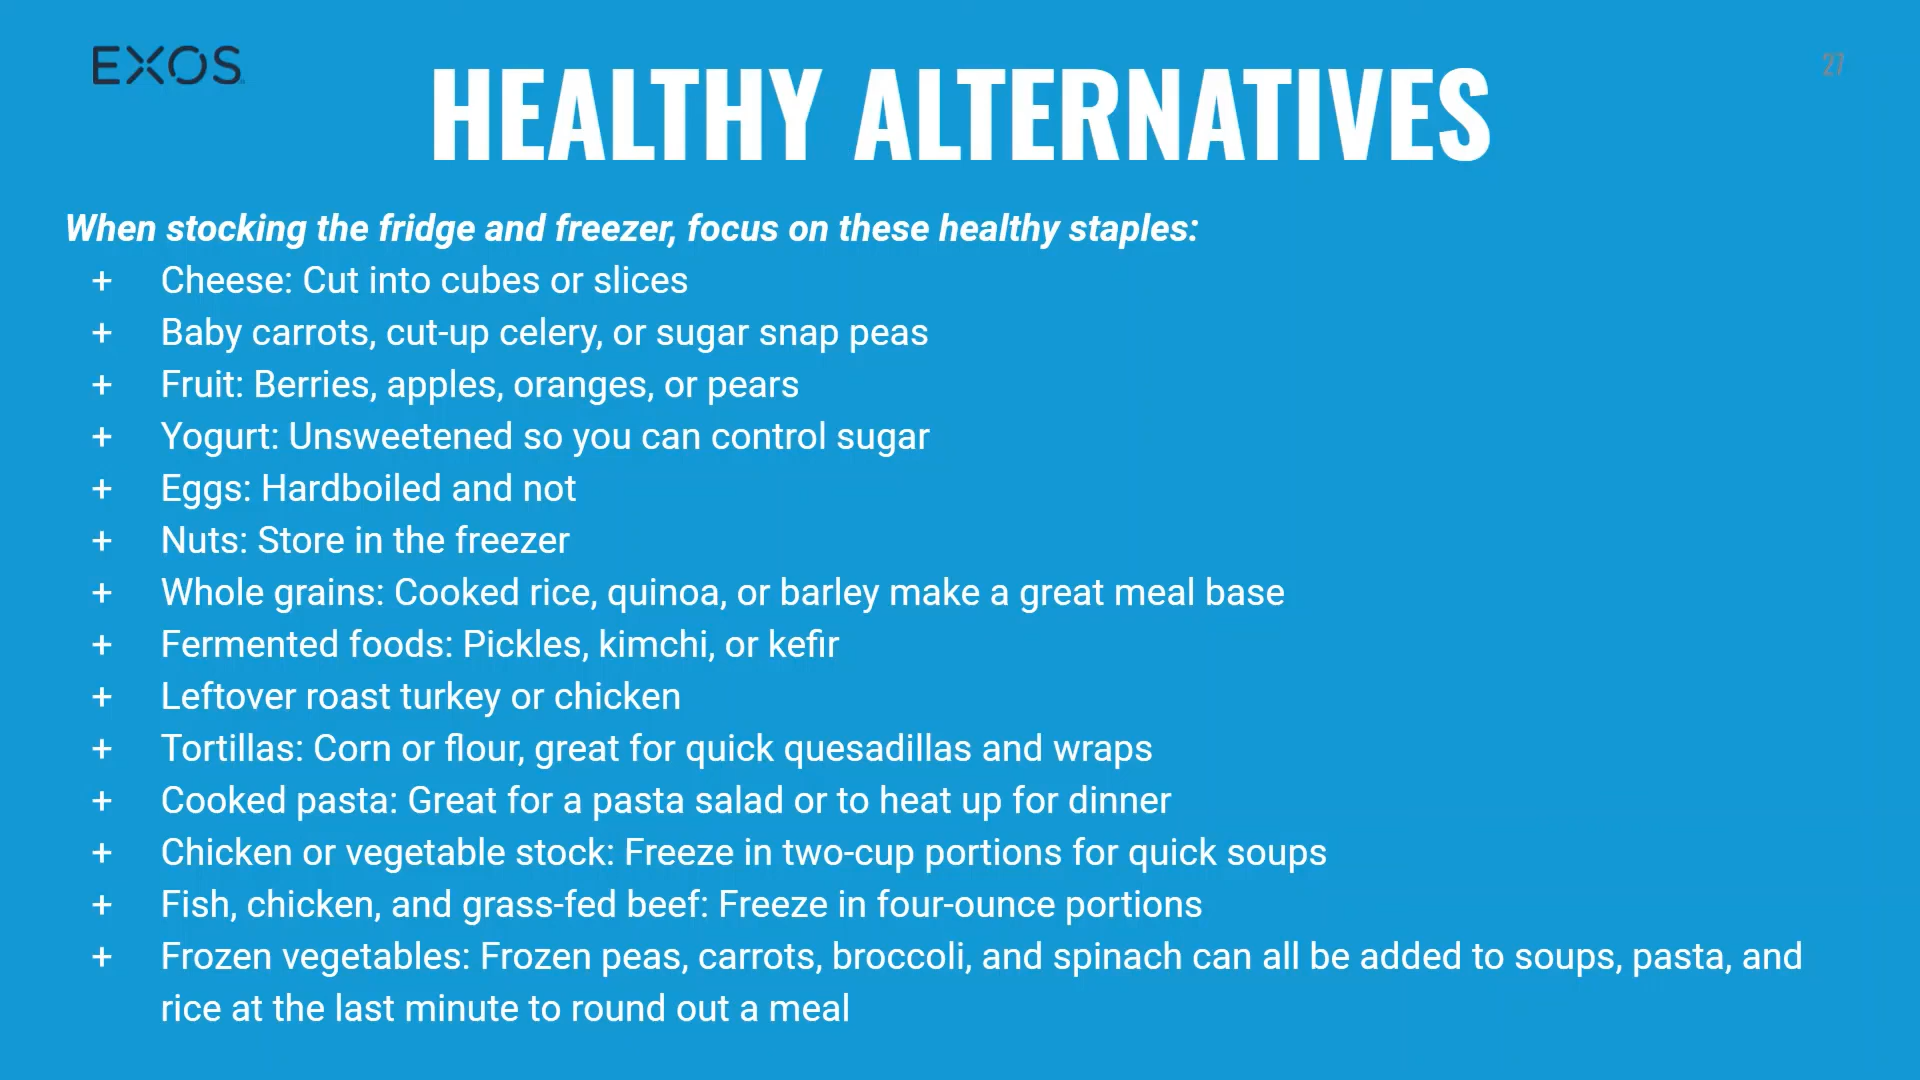 EXOS
27
HEALTHY ALTERNATIVES
When stocking the fridge and freezer, focus on these healthy staples:
+ Cheese: Cut into cubes or slices
+ Baby carrots, cut-up celery, or sugar snap peas
+ Fruit: Berries, apples, oranges, or pears
+ Yogurt: Unsweetened so you can control sugar
+ Eggs: Hardboiled and not
+ Nuts: Store in the freezer
+ Whole grains: Cooked rice, quinoa, or barley make a great meal base
+ Fermented foods: Pickles, kimchi, or kefir
+ Leftover roast turkey or chicken
+ Tortillas: Corn or flour, great for quick quesadillas and wraps
+ Cooked pasta: Great for a pasta salad or to heat up for dinner
+ Chicken or vegetable stock: Freeze in two-cup portions for quick soups
+ Fish, chicken, and grass-fed beef: Freeze in four-ounce portions
+ Frozen vegetables: Frozen peas, carrots, broccoli, and spinach can all be added to soups, pasta, and
rice at the last minute to round out a meal